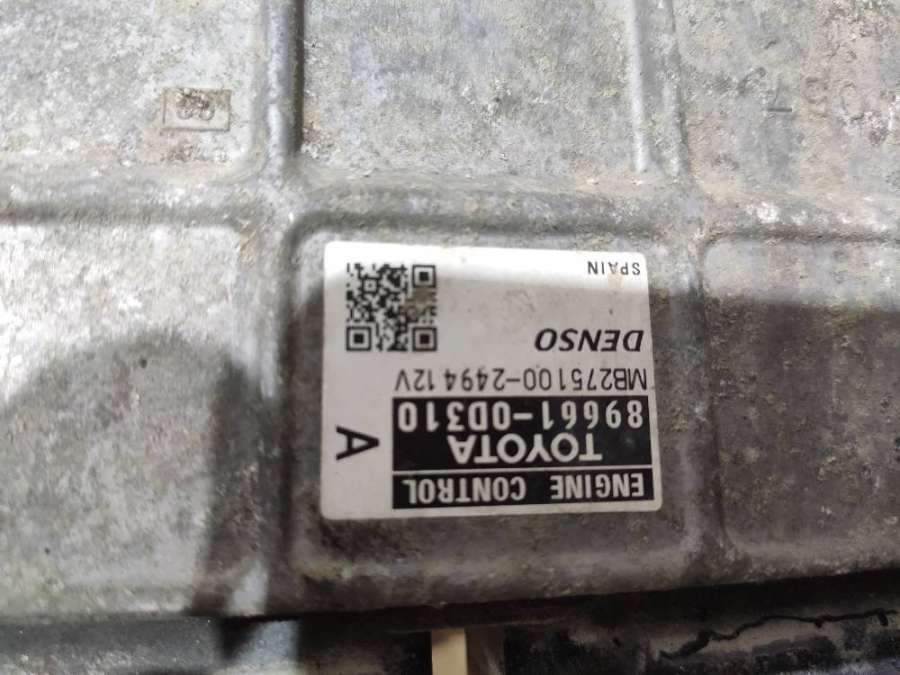 ENGINE CONTROL
TOYOTA
89661-0D310
A
MB275100-2494 12V
DENSO
SPAIN